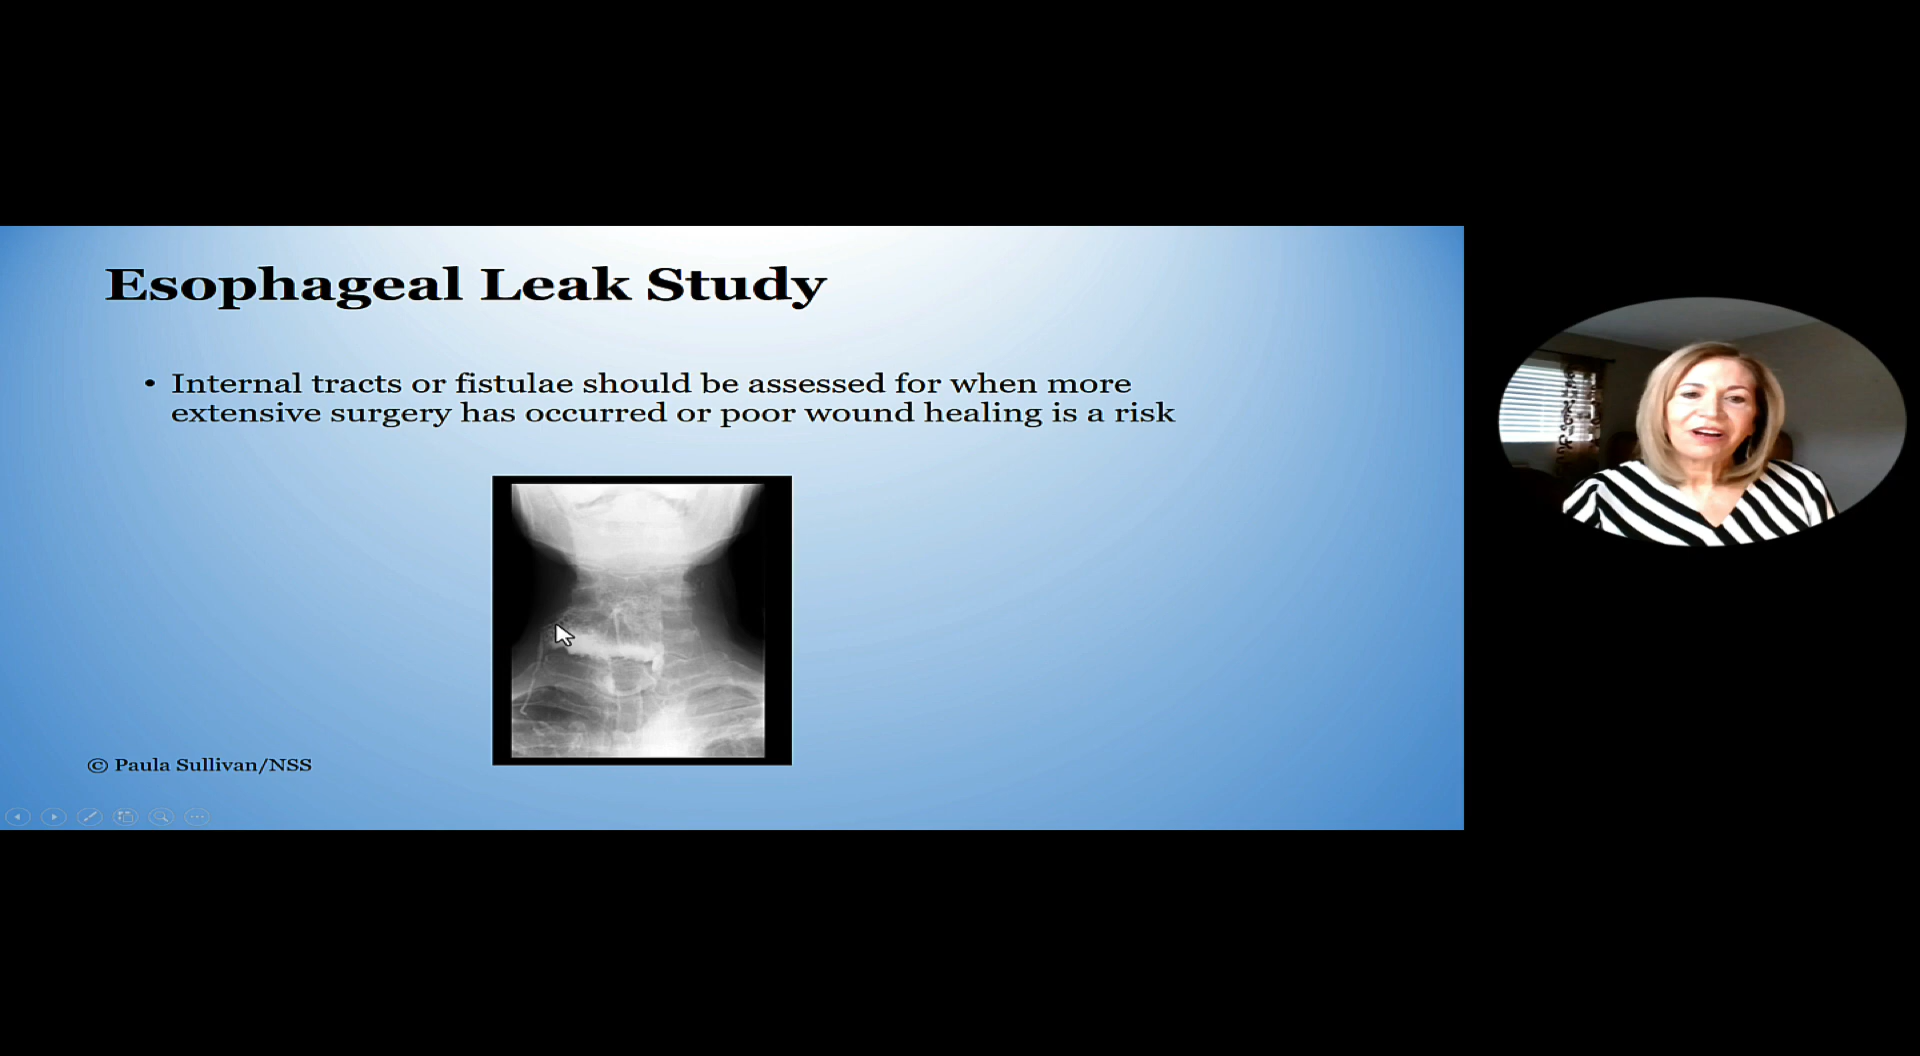 Esophageal Leak Study
• Internal tracts or fistulae should be assessed for when more
extensive surgery has occurred or poor wound healing is a risk
© Paula Sullivan/NSS